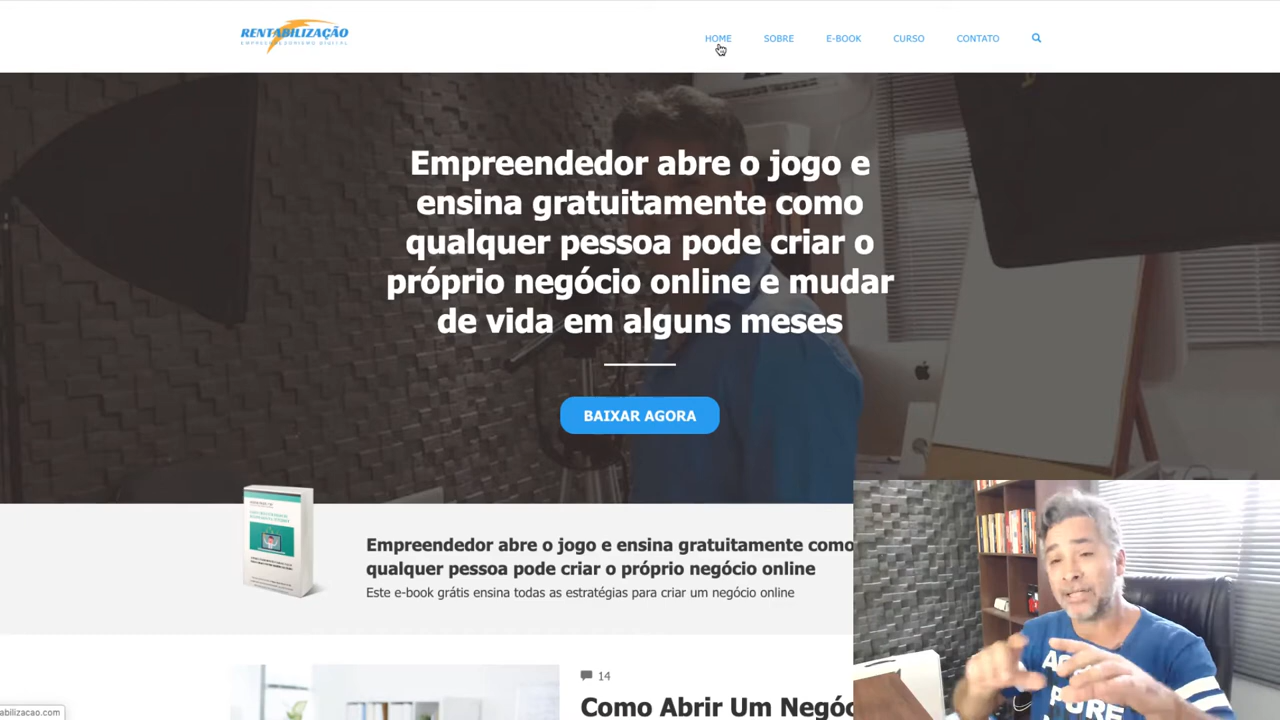 RENTABILIZAÇÃO
EMPREENDEDORISMO DIGITAL
HOME
SOBRE
E-BOOK
CURSO
CONTATO
Empreendedor abre o jogo e
ensina gratuitamente como
qualquer pessoa pode criar o
próprio negócio online e mudar
de vida em alguns meses
BAIXAR AGORA
Empreendedor abre o jogo e ensina gratuitamente como
qualquer pessoa pode criar o próprio negócio online
Este e-book grátis ensina todas as estratégias para criar um negócio online
14
Como Abrir Um Negóc
abilizacao.com
PURE